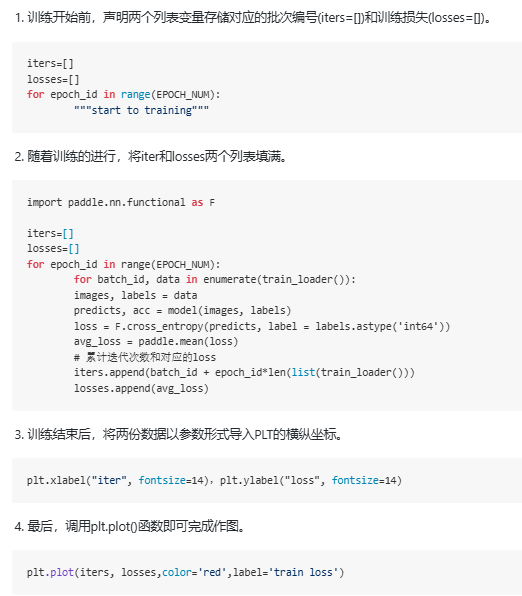 1. 训练开始前，声明两个列表变量存储对应的批次编号(iters=[])和训练损失(losses=[])。
iters=[]
losses=[]
for epoch_id in range(EPOCH_NUM):
        """start to training"""
2. 随着训练的进行，将iter和losses两个列表填满。
import paddle.nn.functional as F
iters=[]
losses=[]
for epoch_id in range(EPOCH_NUM):
        for batch_id, data in enumerate(train_loader()):
        images, labels = data
        predicts, acc = model(images, labels)
        loss = F.cross_entropy(predicts, label = labels.astype('int64'))
        avg_loss = paddle.mean(loss)
        # 累计迭代次数和对应的loss
        iters.append(batch_id + epoch_id*len(list(train_loader()))
        losses.append(avg_loss)
3. 训练结束后，将两份数据以参数形式导入PLT的横纵坐标。
plt.xlabel("iter", fontsize=14)，plt.ylabel("loss", fontsize=14)
4. 最后，调用plt.plot()函数即可完成作图。
plt.plot(iters, losses,color='red',label='train loss')